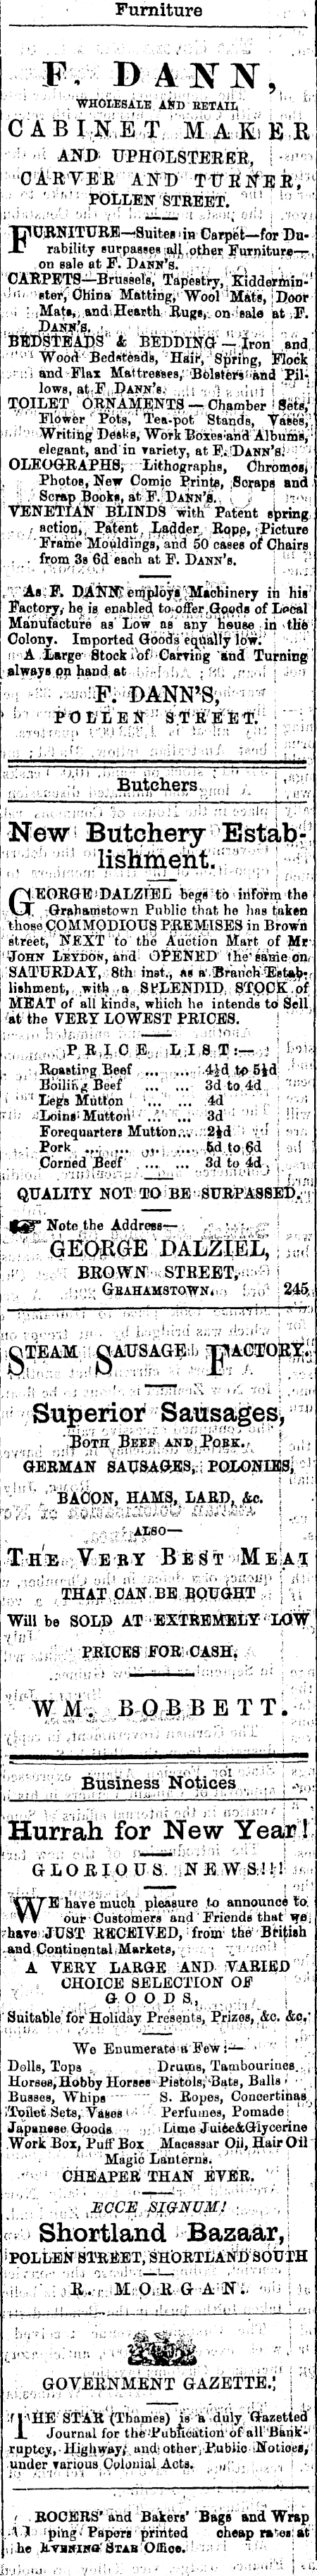 Furniture
F. DANN,
WHOLESALE AND RETAIL
CABINET MAKER
AND UPHOLSTERER,
CARVER AND TURNER,
POLLEN STREET.
FURNITURE—Suites in Carpet—for Du-
rability surpasses all other Furniture—
on sale at F. DANN'S.
CARPETS—Brussels, Tapestry, Kiddermin-
ster, China Matting, Wool Mats, Door
Mats, and Hearth Rugs, on sale at F.
DANN'S.
BEDSTEADS & BEDDING — Iron and
Wood Bedsteads, Hair, Spring, Flock
and Flax Mattresses, Bolsters and Pil-
lows, at F. DANN'S.
TOILET ORNAMENTS — Chamber Sets,
Flower Pots, Tea-pot Stands, Vases,
Writing Desks, Work Boxes and Albums,
elegant, and in variety, at F. DANN'S.
OLEOGRAPHS, Lithographs, Chromos,
Photos, New Comic Prints, Scraps and
Scrap Books, at F. DANN'S.
VENETIAN BLINDS with Patent spring
action, Patent Ladder Rope, Picture
Frame Mouldings, and 50 cases of Chairs
from 3s 6d each at F. DANN'S.
As F. DANN employs Machinery in his
Factory, he is enabled to offer Goods of Local
Manufacture as Low as any house in the
Colony. Imported Goods equally low.
A Large Stock of Carving and Turning
always on hand at
F. DANN'S,
POLLEN STREET.
Butchers
New Butchery Estab-
lishment.
GEORGE DALZIEL begs to inform the
Grahamstown Public that he has taken
those COMMODIOUS PREMISES in Brown
street, NEXT to the Auction Mart of Mr
JOHN LEYDON, and OPENED the same on
SATURDAY, 8th inst., as a Branch Estab-
lishment, with a SPLENDID STOCK of
MEAT of all kinds, which he intends to Sell
at the VERY LOWEST PRICES.
PRICE LIST:—
Roasting Beef ... ... 4½d to 5½d
Boiling Beef ... ... 3d to 4d
Legs Mutton ... ... 4d
Loins Mutton ... ... 3d
Forequarters Mutton... 2½d
Pork ... ... ... 5d to 6d
Corned Beef ... ... 3d to 4d
QUALITY NOT TO BE SURPASSED.
Note the Address—
GEORGE DALZIEL,
BROWN STREET,
GRAHAMSTOWN. 245
STEAM SAUSAGE FACTORY.
Superior Sausages,
BOTH BEEF AND PORK.
GERMAN SAUSAGES, POLONIES,
BACON, HAMS, LARD, &c.
ALSO—
THE VERY BEST MEAT
THAT CAN BE BOUGHT
Will be SOLD AT EXTREMELY LOW
PRICES FOR CASH.
WM. BOBBETT.
Business Notices
Hurrah for New Year!
GLORIOUS NEWS!!!
WE have much pleasure to announce to
our Customers and Friends that we
have JUST RECEIVED, from the British
and Continental Markets,
A VERY LARGE AND VARIED
CHOICE SELECTION OF
GOODS,
Suitable for Holiday Presents, Prizes, &c. &c.
We Enumerate a Few:—
Dolls, Tops Drums, Tambourines
Horses, Hobby Horses Pistols, Bats, Balls
Busses, Whips S. Ropes, Concertinas
Toilet Sets, Vases Perfumes, Pomade
Japanese Goods Lime Juice & Glycerine
Work Box, Puff Box Macassar Oil, Hair Oil
Magic Lanterns.
CHEAPER THAN EVER.
ECCE SIGNUM!
Shortland Bazaar,
POLLEN STREET, SHORTLAND SOUTH
R. MORGAN.
GOVERNMENT GAZETTE.
THE STAR (Thames) is a duly Gazetted
Journal for the Publication of all Bank-
ruptcy, Highway, and other Public Notices,
under various Colonial Acts.
ROCERS' and Bakers' Bags and Wrap
ping Papers printed cheap rates at
he EVENING STAR Office.